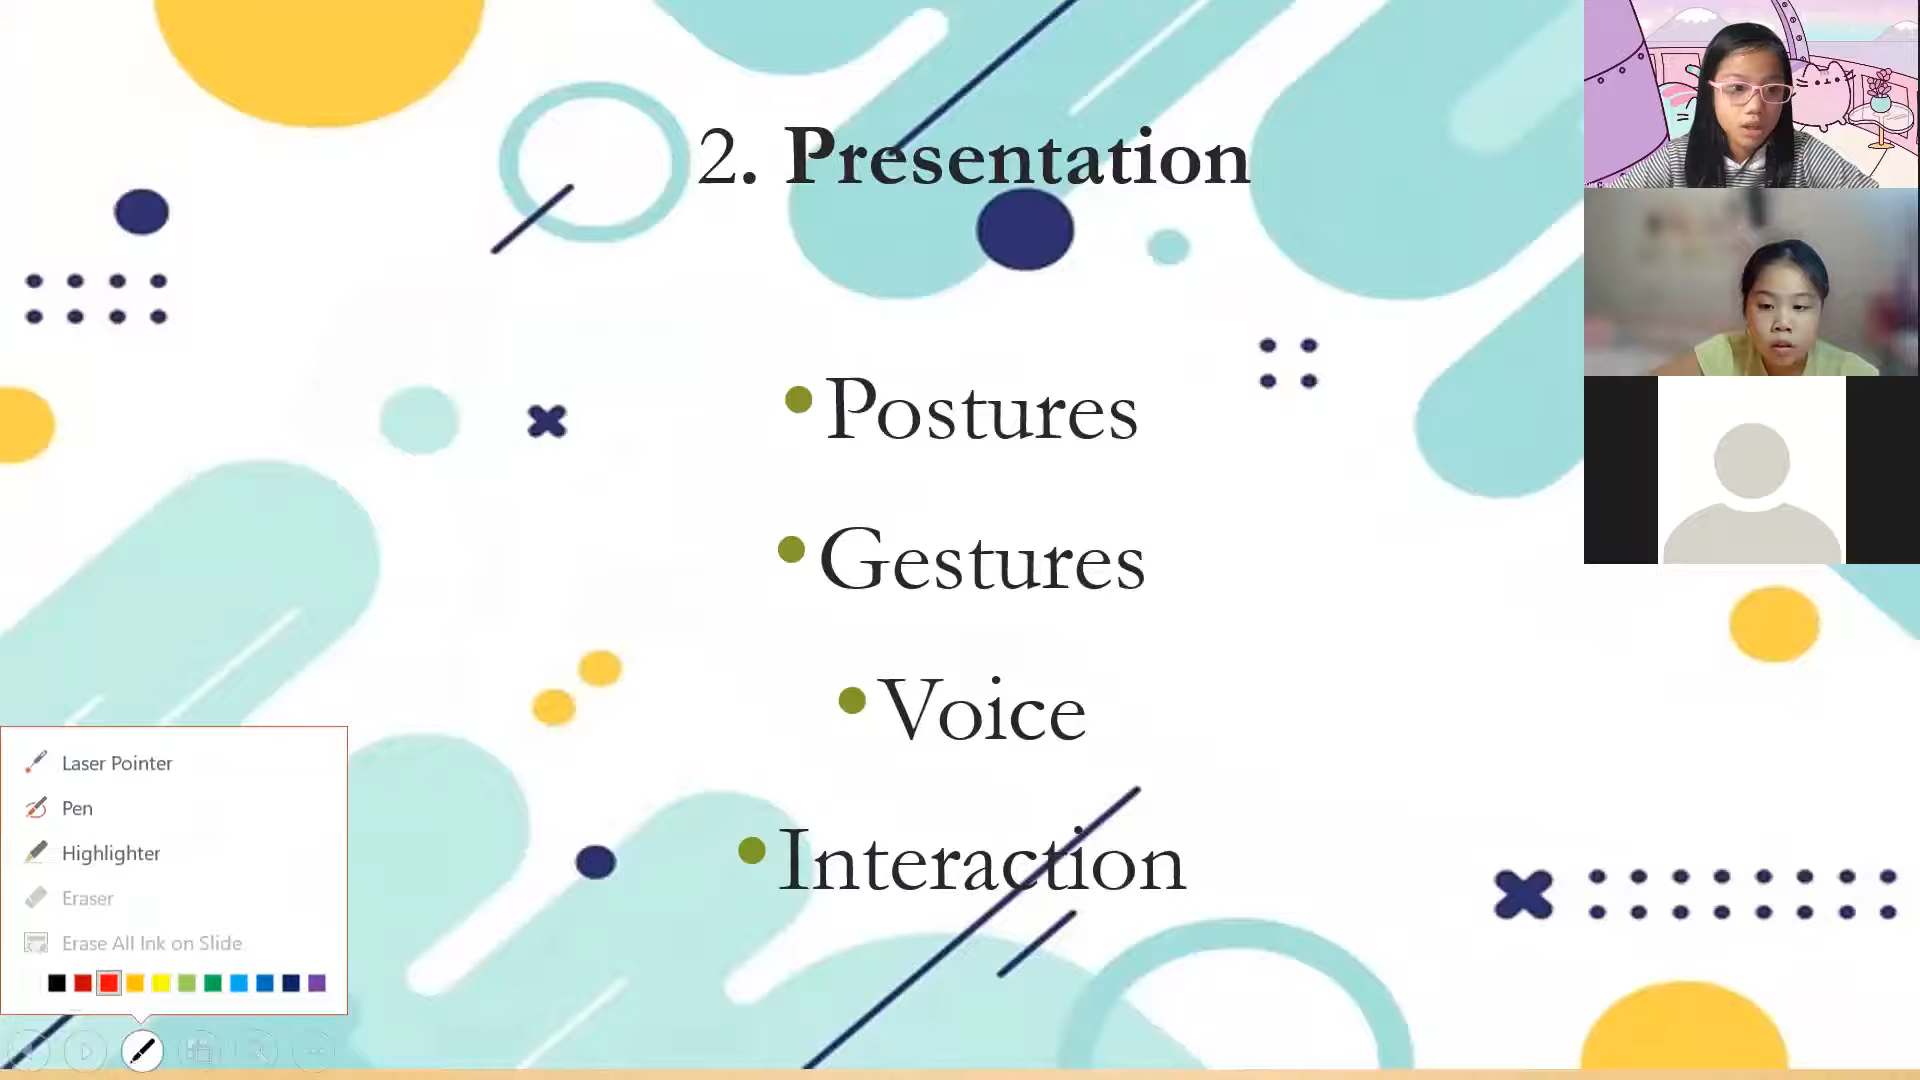 2. Presentation
• Postures
• Gestures
• Voice
• Interaction
Laser Pointer
Pen
Highlighter
Eraser
Erase All Ink on Slide